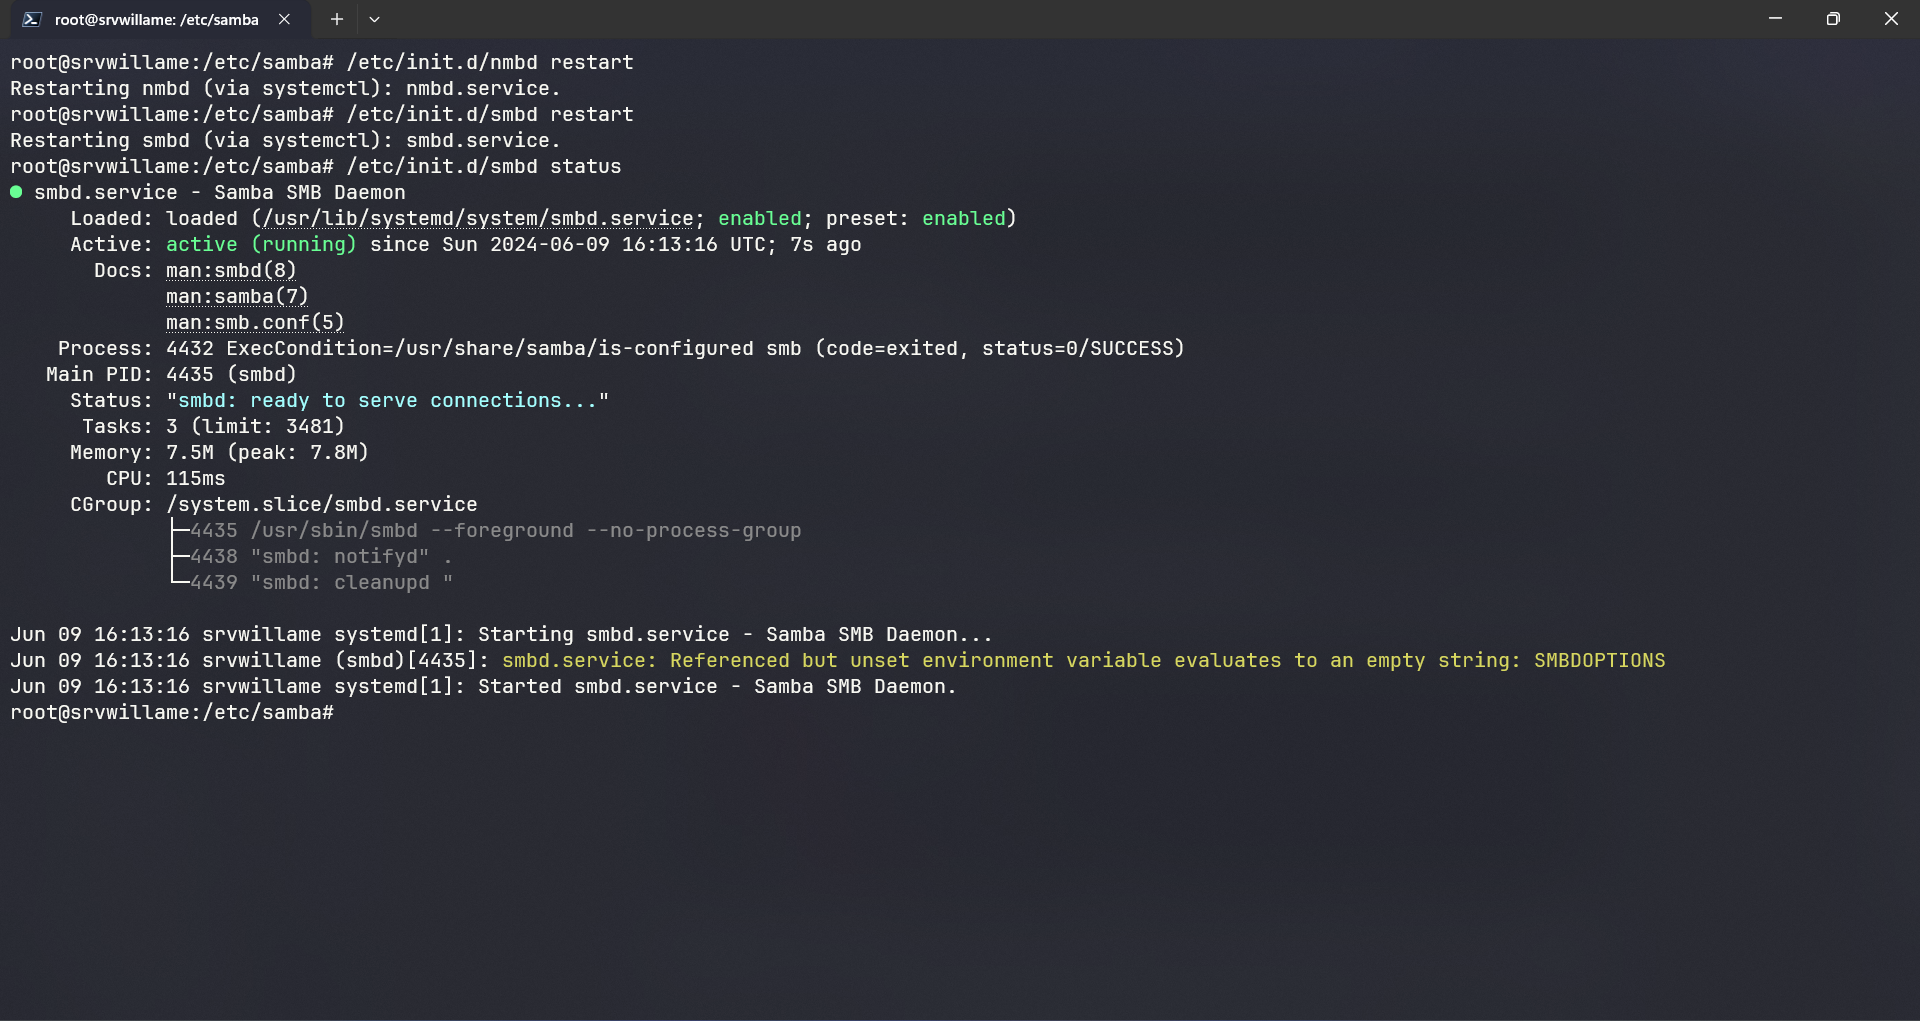 root@srvwillame: /etc/samba
root@srvwillame:/etc/samba# /etc/init.d/nmbd restart
Restarting nmbd (via systemctl): nmbd.service.
root@srvwillame:/etc/samba# /etc/init.d/smbd restart
Restarting smbd (via systemctl): smbd.service.
root@srvwillame:/etc/samba# /etc/init.d/smbd status
● smbd.service - Samba SMB Daemon
     Loaded: loaded (/usr/lib/systemd/system/smbd.service; enabled; preset: enabled)
     Active: active (running) since Sun 2024-06-09 16:13:16 UTC; 7s ago
       Docs: man:smbd(8)
             man:samba(7)
             man:smb.conf(5)
    Process: 4432 ExecCondition=/usr/share/samba/is-configured smb (code=exited, status=0/SUCCESS)
   Main PID: 4435 (smbd)
     Status: "smbd: ready to serve connections..."
      Tasks: 3 (limit: 3481)
     Memory: 7.5M (peak: 7.8M)
        CPU: 115ms
     CGroup: /system.slice/smbd.service
             ├─4435 /usr/sbin/smbd --foreground --no-process-group
             ├─4438 "smbd: notifyd" .
             └─4439 "smbd: cleanupd "
Jun 09 16:13:16 srvwillame systemd[1]: Starting smbd.service - Samba SMB Daemon...
Jun 09 16:13:16 srvwillame (smbd)[4435]: smbd.service: Referenced but unset environment variable evaluates to an empty string: SMBDOPTIONS
Jun 09 16:13:16 srvwillame systemd[1]: Started smbd.service - Samba SMB Daemon.
root@srvwillame:/etc/samba#